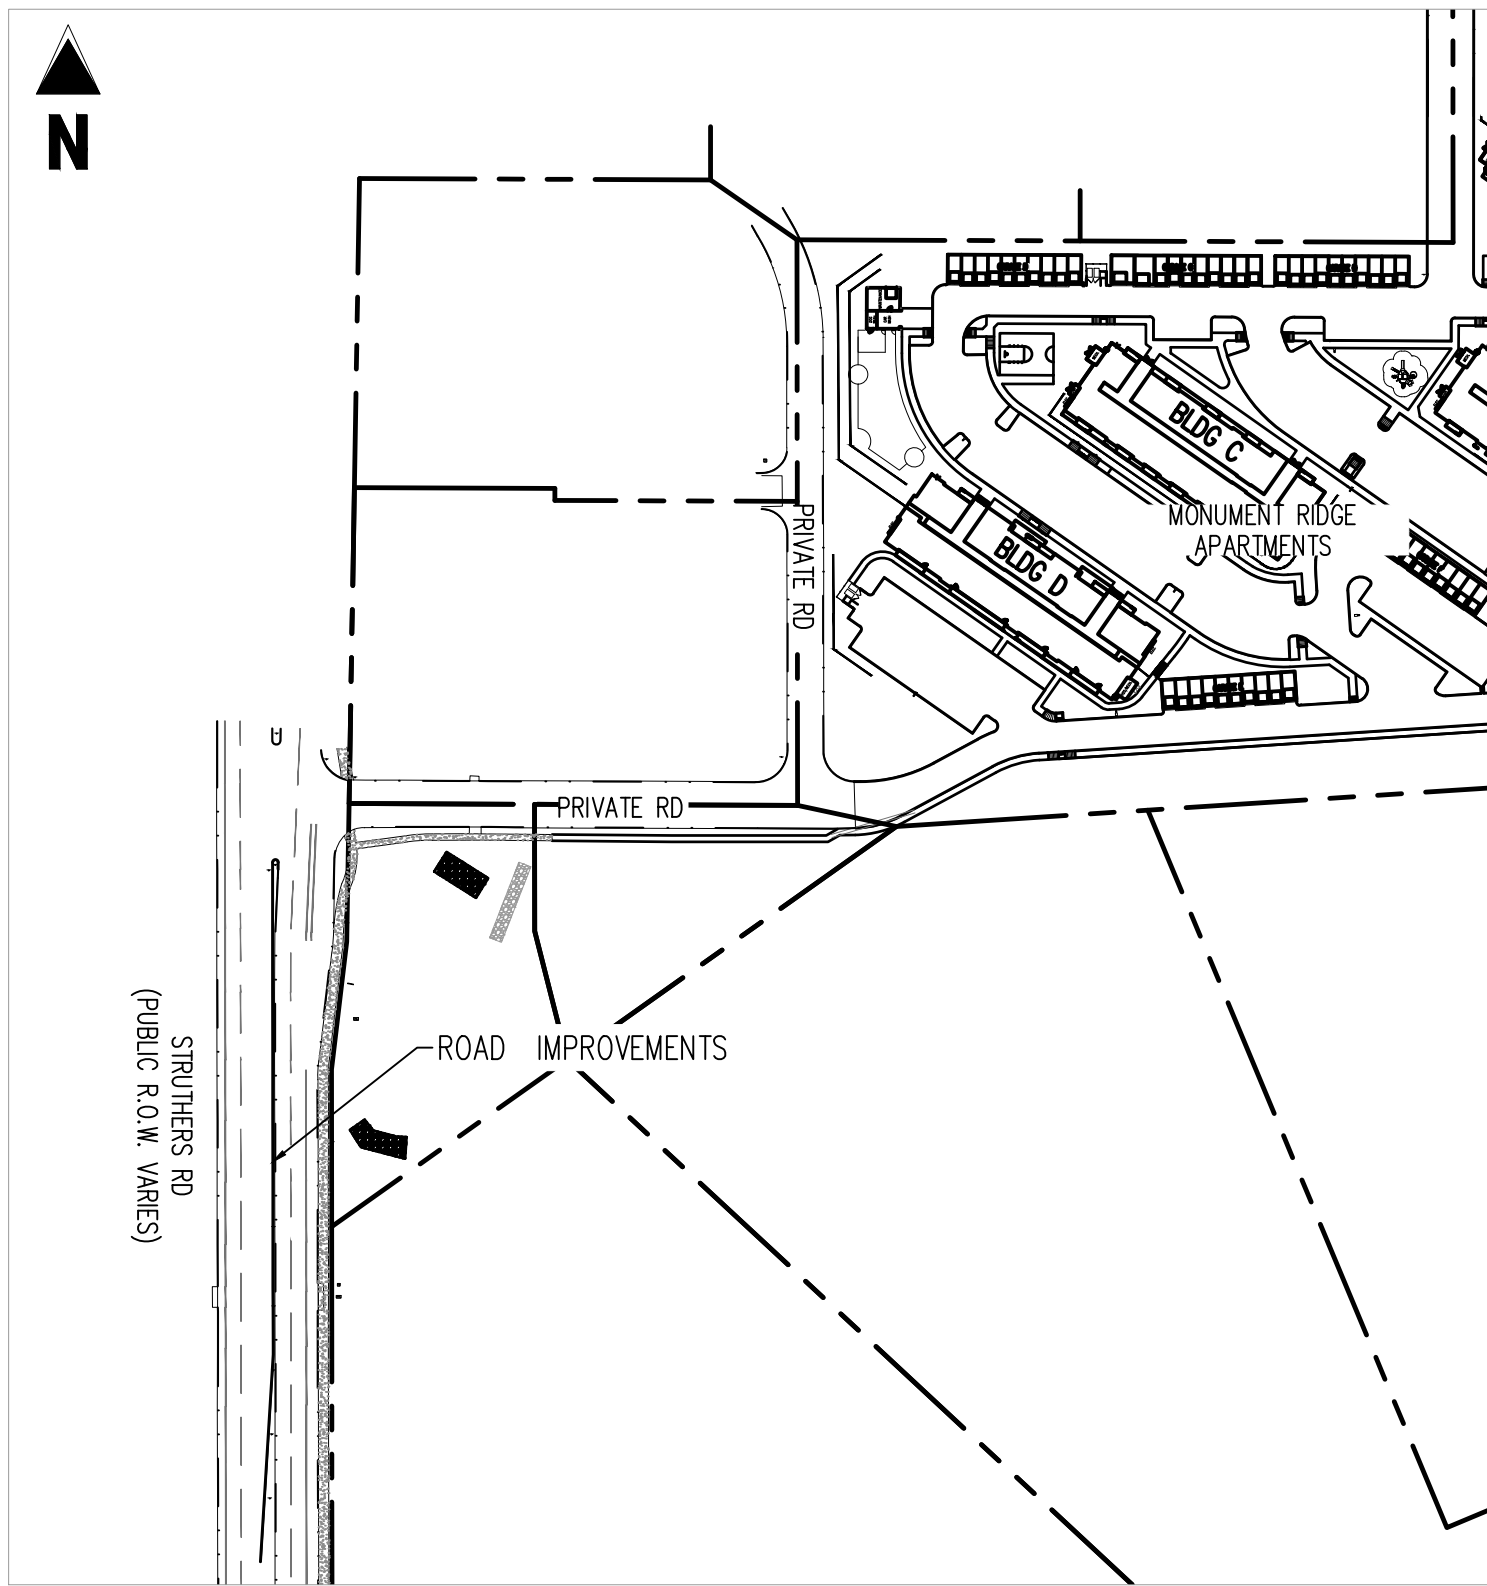 N
BLDG C
MONUMENT RIDGE
APARTMENTS
PRIVATE RD
BLDG D
PRIVATE RD
ROAD IMPROVEMENTS
STRUTHERS RD
(PUBLIC R.O.W. VARIES)